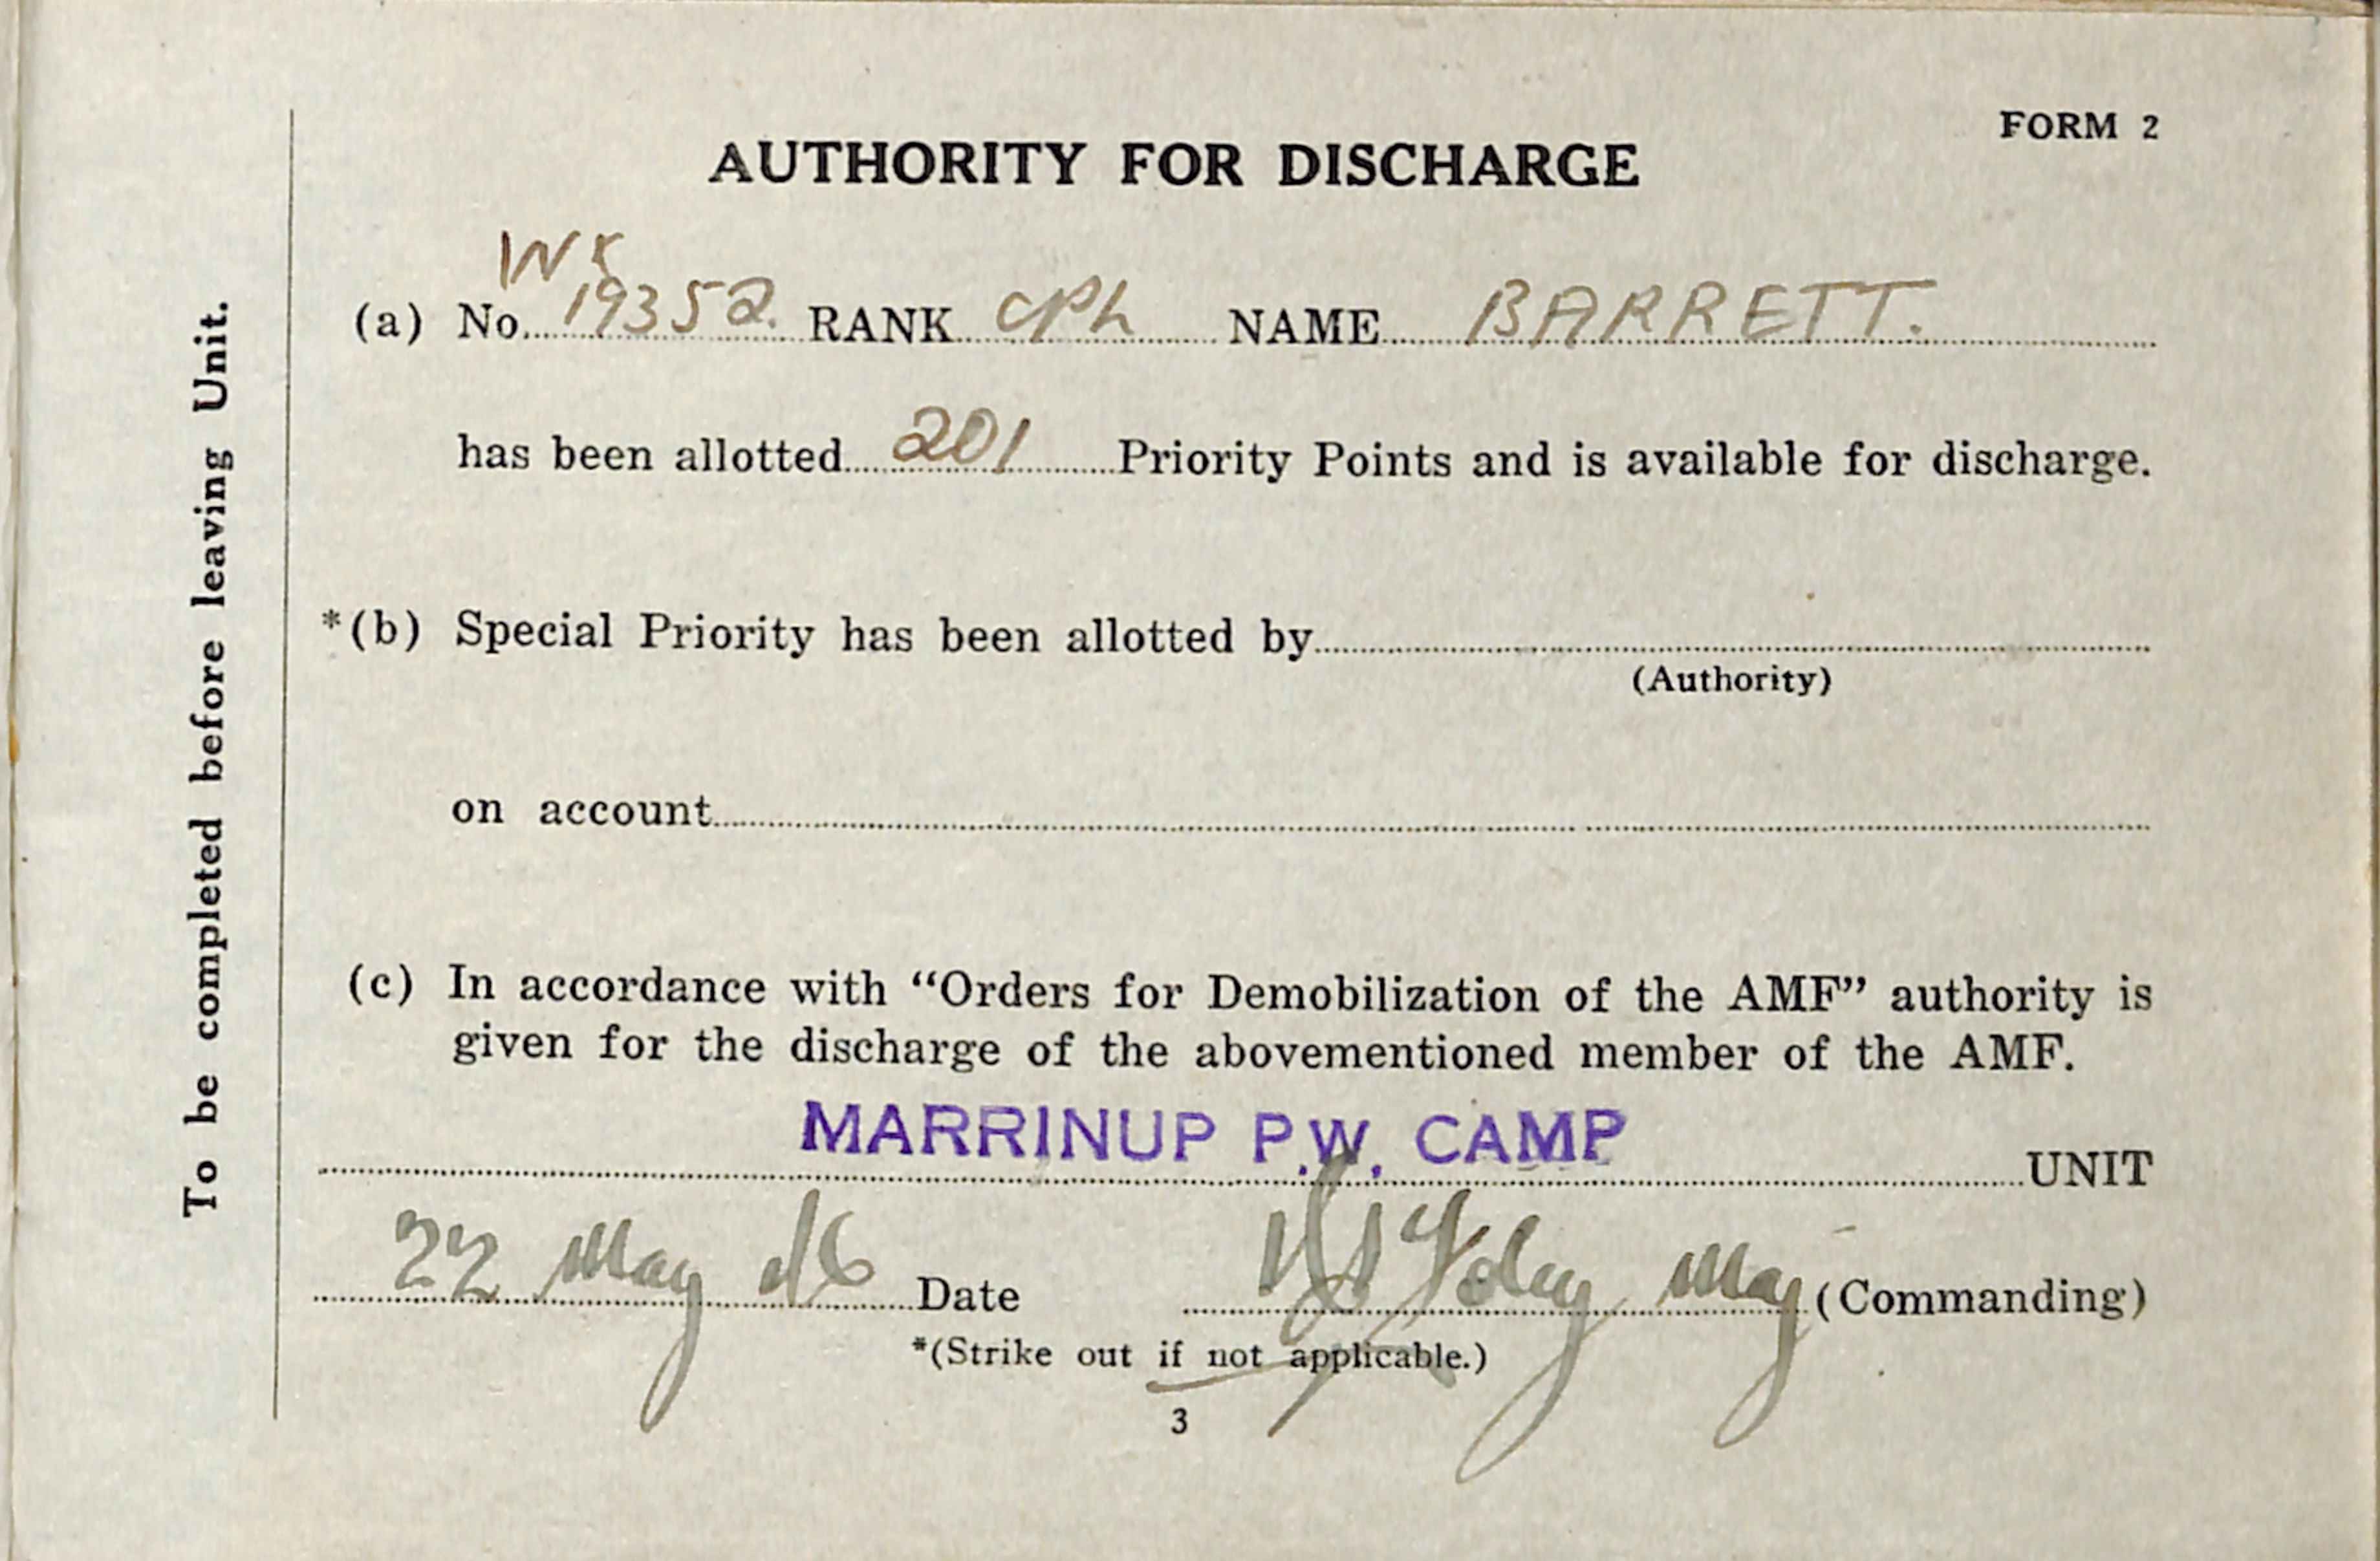 FORM 2
AUTHORITY FOR DISCHARGE
Wx
(a) No. 19352. RANK CPL NAME BARRETT.
has been allotted 201 Priority Points and is available for discharge.
*(b) Special Priority has been allotted by
(Authority)
on account
(c) In accordance with “Orders for Demobilization of the AMF” authority is
given for the discharge of the abovementioned member of the AMF.
MARRINUP P.W. CAMP UNIT
22 May 46 Date Maj (Commanding)
*(Strike out if not applicable.)
3
To be completed before leaving Unit.